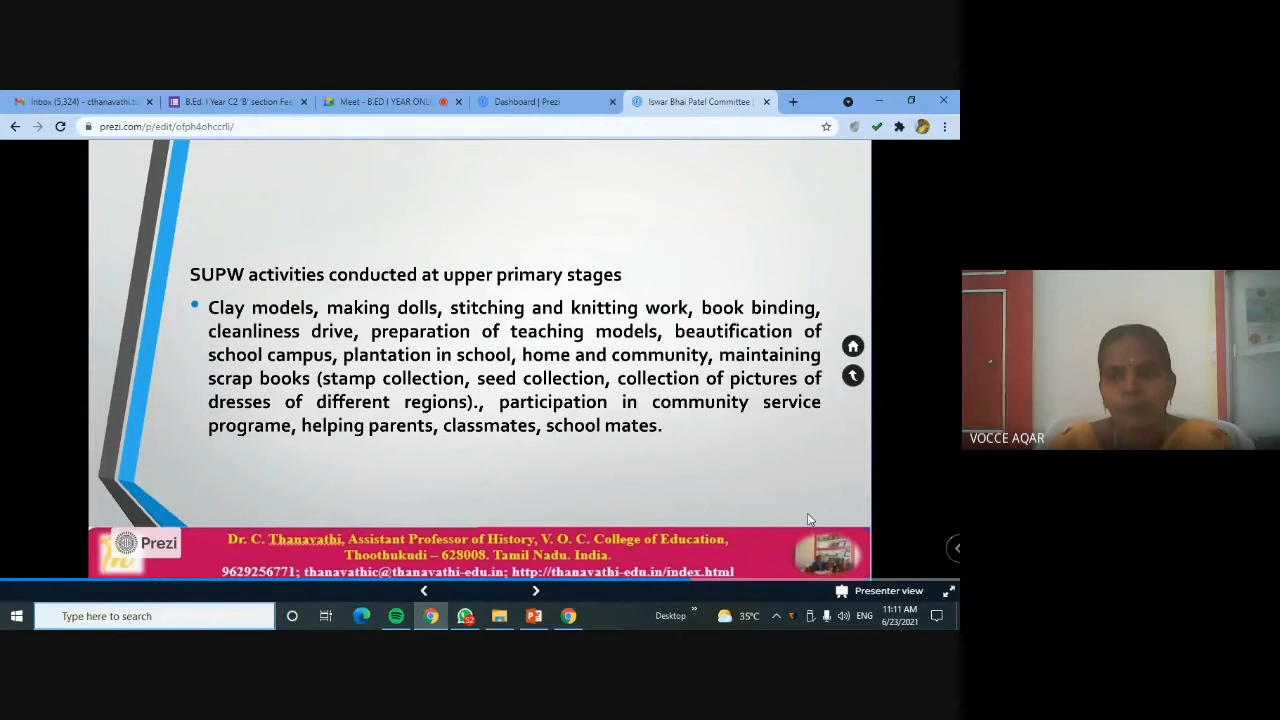 Inbox (5,324) - cthanavathi.t
B.Ed. I Year C2 'B' section Fee
Meet - B.ED I YEAR ONL
Dashboard | Prezi
Iswar Bhai Patel Committee |
prezi.com/p/edit/ofph4ohccrli/
SUPW activities conducted at upper primary stages
Clay models, making dolls, stitching and knitting work, book binding,
cleanliness drive, preparation of teaching models, beautification of
school campus, plantation in school, home and community, maintaining
scrap books (stamp collection, seed collection, collection of pictures of
dresses of different regions)., participation in community service
programe, helping parents, classmates, school mates.
VOCCE AQAR
Prezi
Dr. C. Thanavathi, Assistant Professor of History, V. O. C. College of Education,
Thoothukudi – 628008. Tamil Nadu. India.
9629256771; thanavathic@thanavathi-edu.in; http://thanavathi-edu.in/index.html
Presenter view
Type here to search
52
Desktop
35°C
ENG
11:11 AM
6/23/2021